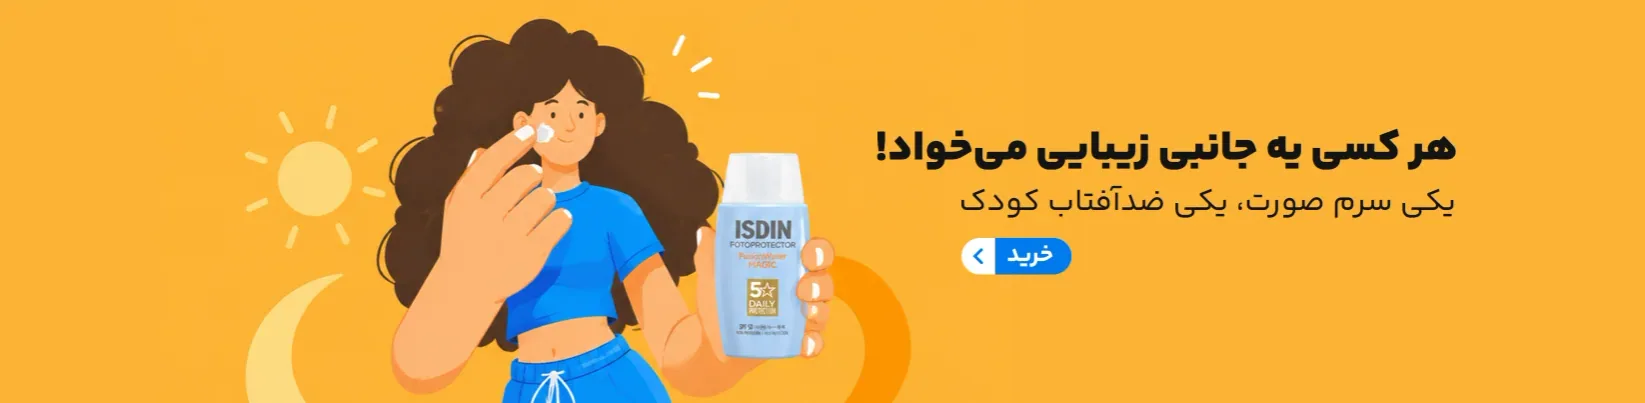 هر کسی یه جانبی زیبایی می‌خواد!
یکی سرم صورت، یکی ضدآفتاب کودک
خرید
ISDIN
FOTOPROTECTOR
MAGIC
5☆
DAILY
PROTECTION